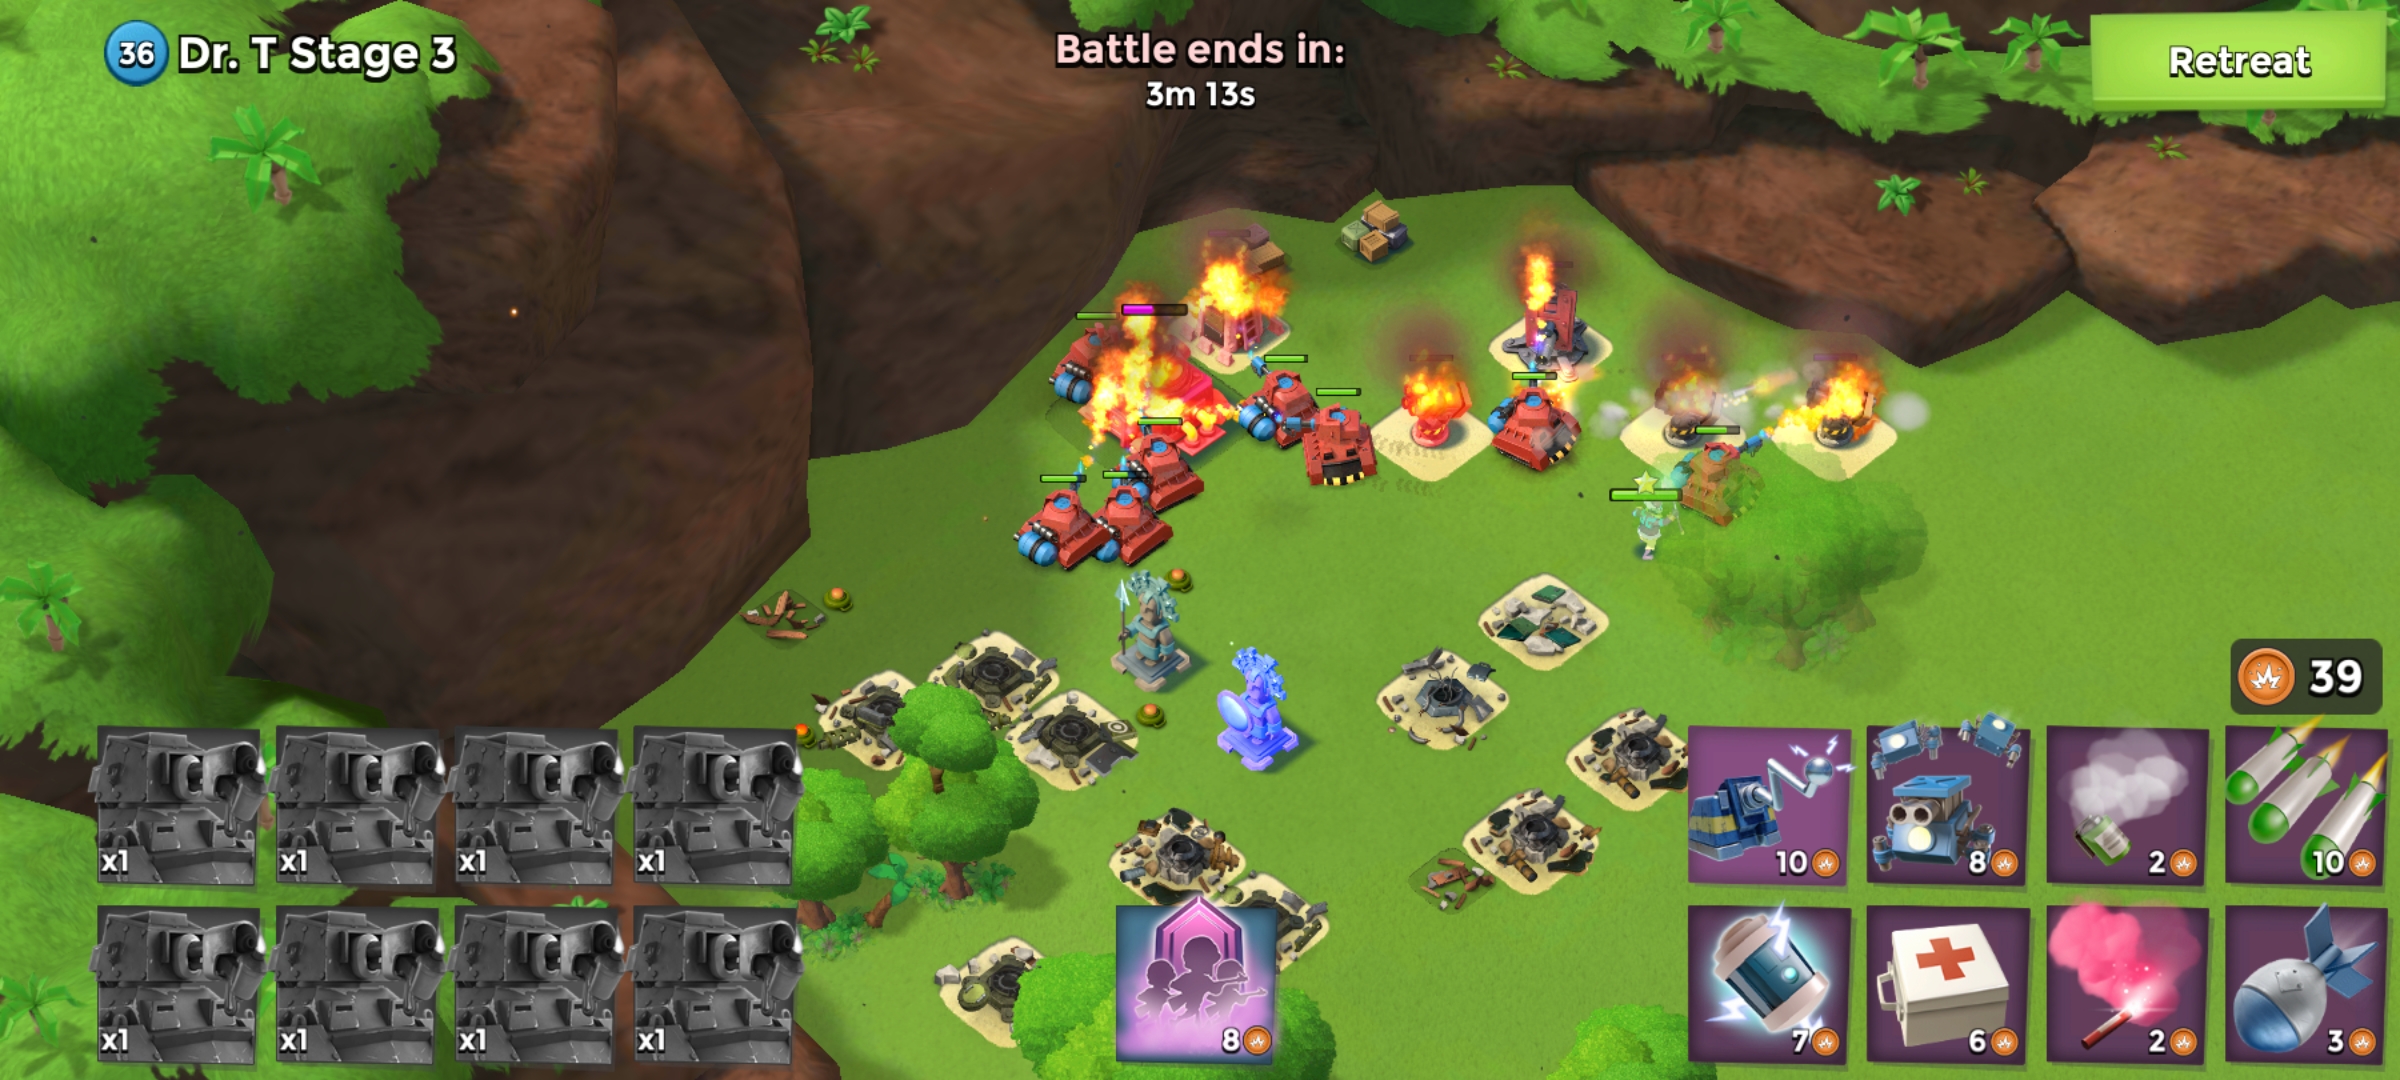 36 Dr. T Stage 3
Battle ends in:
3m 13s
Retreat
39
x1 x1 x1 x1
10 8 2 10
x1 x1 x1 x1
8
7 6 2 3